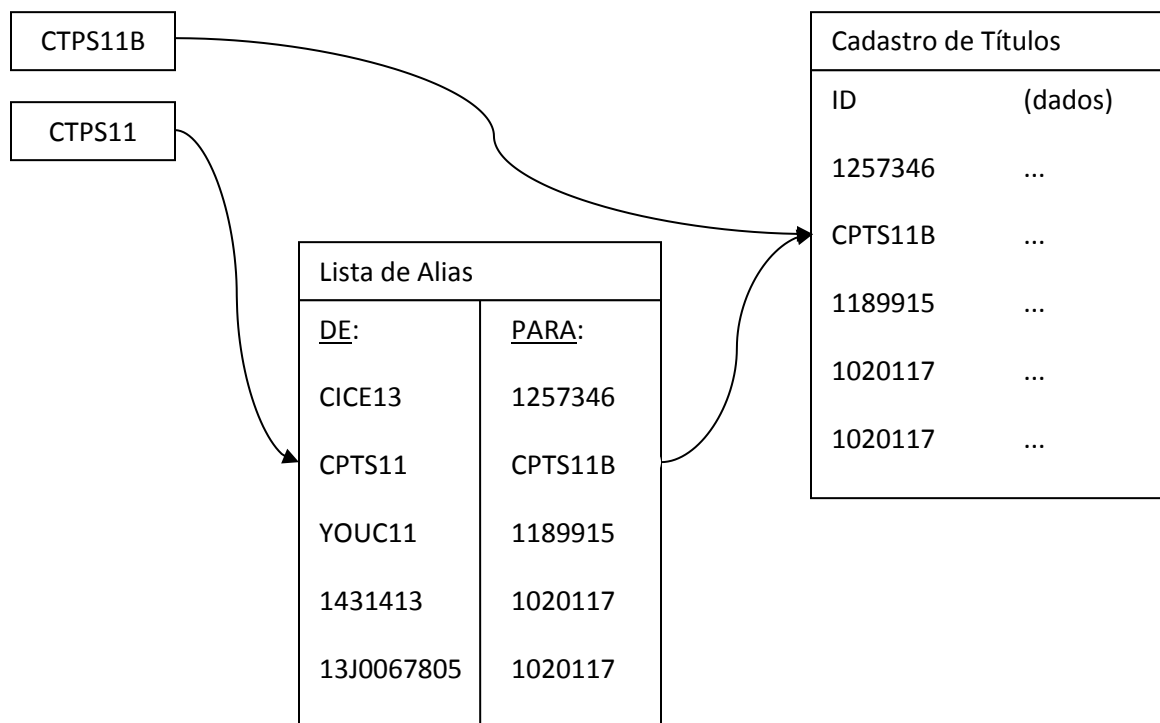 CTPS11B
CTPS11
Cadastro de Títulos
ID (dados)
1257346 ...
CPTS11B ...
1189915 ...
1020117 ...
1020117 ...
Lista de Alias
DE: PARA:
CICE13 1257346
CPTS11 CPTS11B
YOUC11 1189915
1431413 1020117
13J0067805 1020117